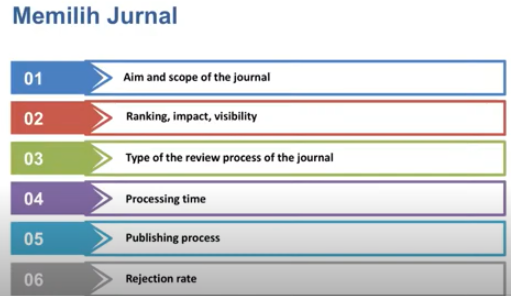 Memilih Jurnal
01 Aim and scope of the journal
02 Ranking, impact, visibility
03 Type of the review process of the journal
04 Processing time
05 Publishing process
06 Rejection rate